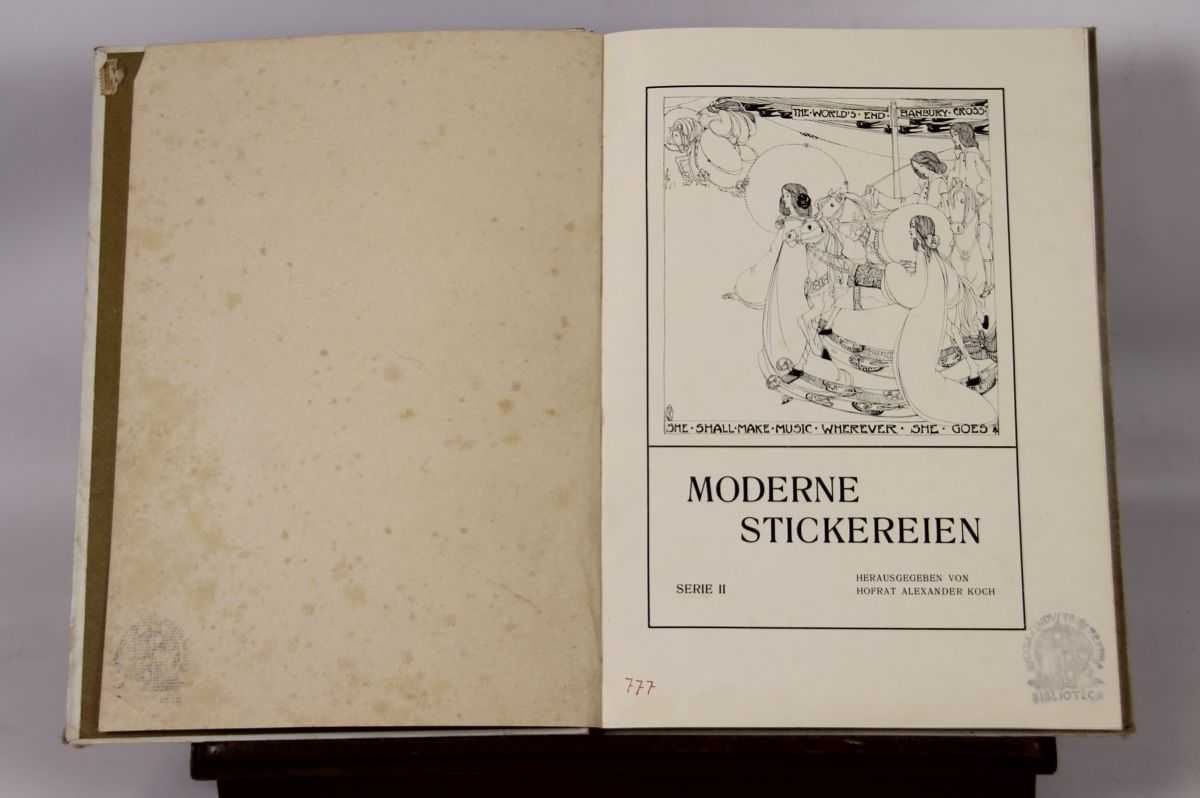 THE·WORLD'S·END·HANBURY·CROSS·
SHE·SHALL·MAKE·MUSIC·WHEREVER·SHE·GOES
MODERNE
STICKEREIEN
SERIE II
HERAUSGEGEBEN VON
HOFRAT ALEXANDER KOCH
777
BIBLIOTECA